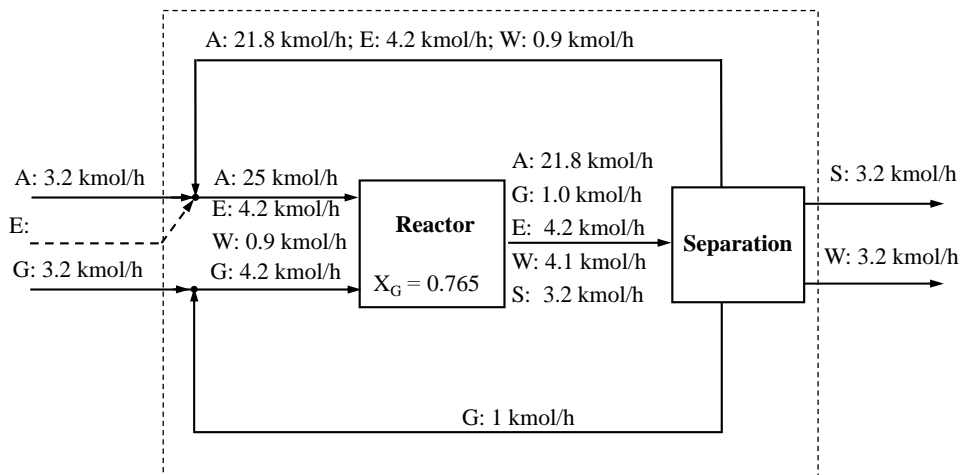 A: 21.8 kmol/h; E: 4.2 kmol/h; W: 0.9 kmol/h
A: 3.2 kmol/h
E:
G: 3.2 kmol/h
A: 25 kmol/h
E: 4.2 kmol/h
W: 0.9 kmol/h
G: 4.2 kmol/h
Reactor
X_G = 0.765
A: 21.8 kmol/h
G: 1.0 kmol/h
E: 4.2 kmol/h
W: 4.1 kmol/h
S: 3.2 kmol/h
Separation
S: 3.2 kmol/h
W: 3.2 kmol/h
G: 1 kmol/h